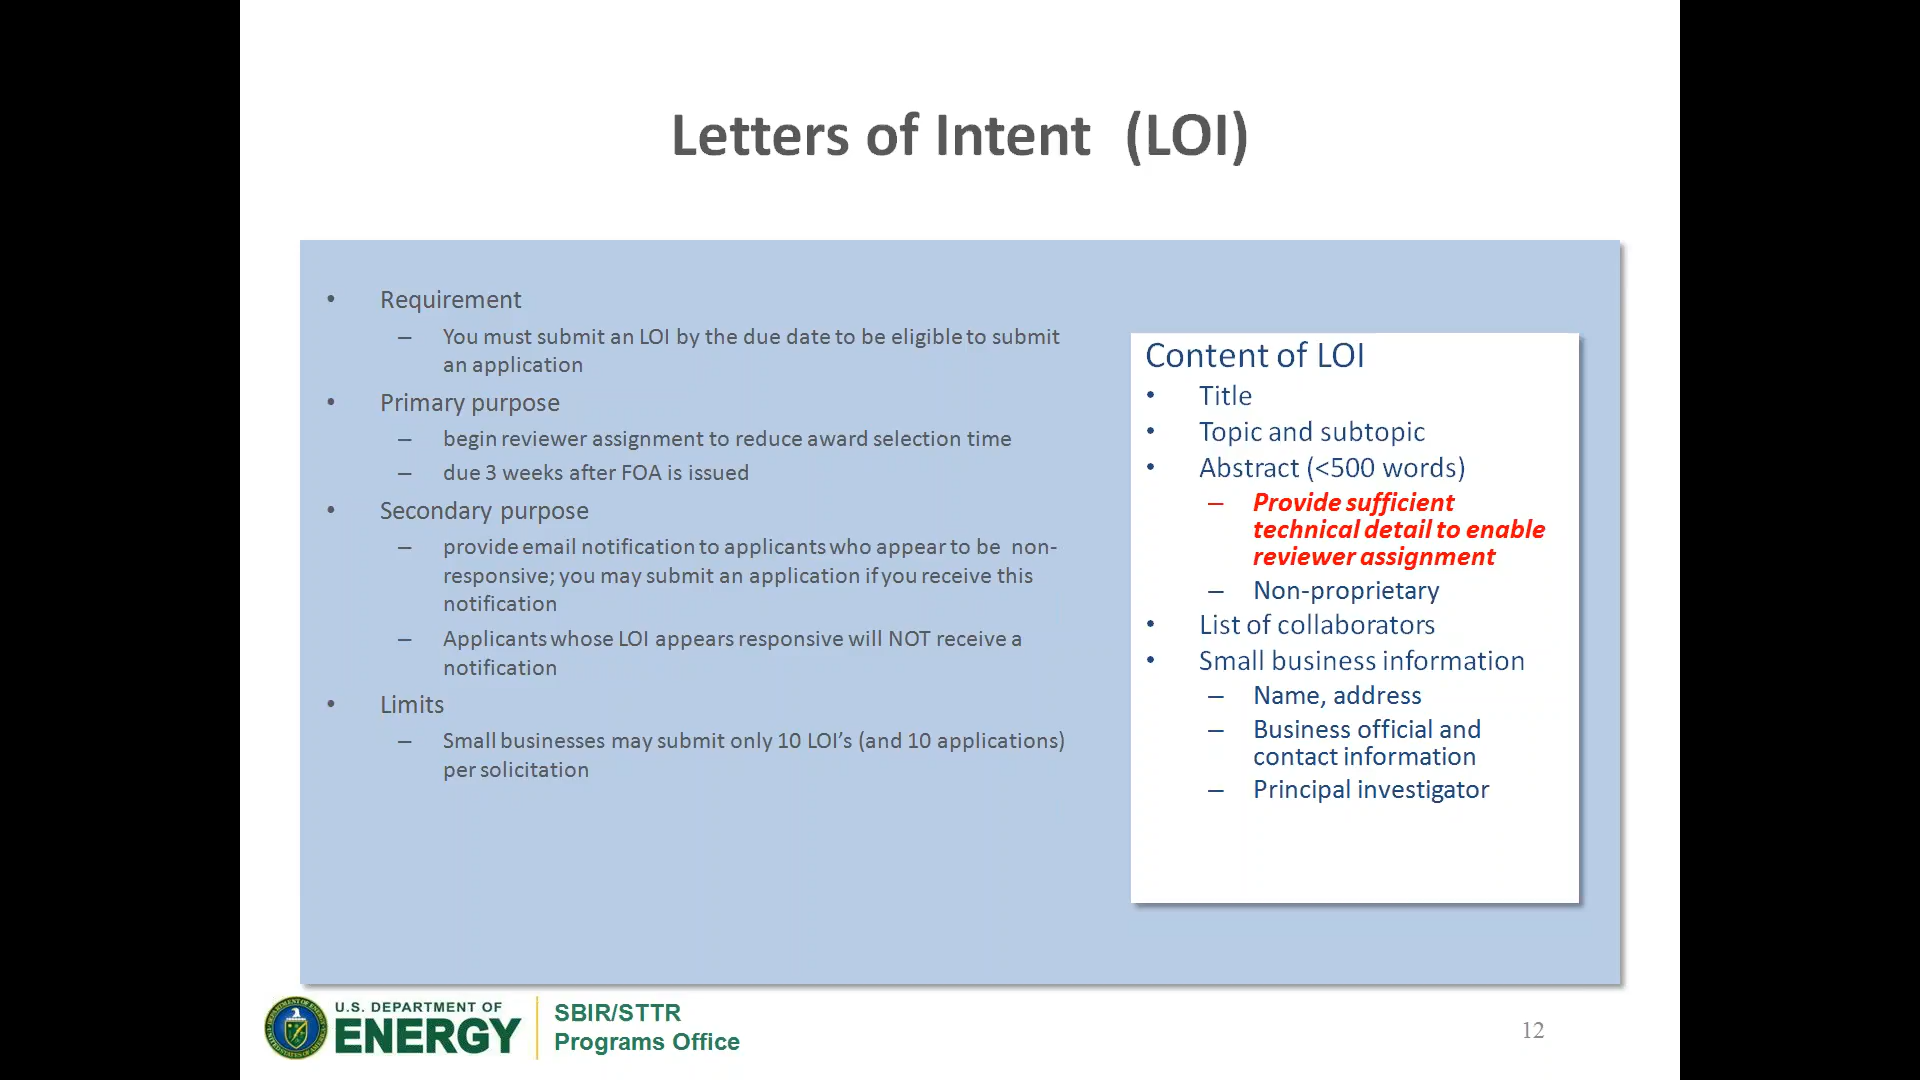 Letters of Intent  (LOI)
• Requirement
– You must submit an LOI by the due date to be eligible to submit
an application
• Primary purpose
– begin reviewer assignment to reduce award selection time
– due 3 weeks after FOA is issued
• Secondary purpose
– provide email notification to applicants who appear to be  non-
responsive; you may submit an application if you receive this
notification
– Applicants whose LOI appears responsive will NOT receive a
notification
• Limits
– Small businesses may submit only 10 LOI’s (and 10 applications)
per solicitation
Content of LOI
• Title
• Topic and subtopic
• Abstract (<500 words)
– Provide sufficient
technical detail to enable
reviewer assignment
– Non-proprietary
• List of collaborators
• Small business information
– Name, address
– Business official and
contact information
– Principal investigator
U.S. DEPARTMENT OF
ENERGY
SBIR/STTR
Programs Office
12